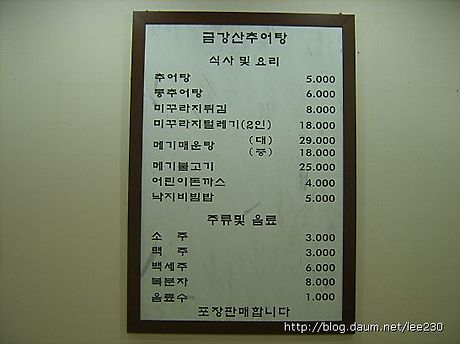 금강산추어탕
식사 및 요리
추어탕 5.000
통추어탕 6.000
미꾸라지튀김 8.000
미꾸라지털레기(2인) 18.000
메기매운탕 (대) 29.000
(중) 18.000
메기불고기 25.000
어린이돈까스 4.000
낙지비빔밥 5.000
주류및 음료
소 주 3.000
맥 주 3.000
백세주 6.000
복분자 8.000
음료수 1.000
포장판매합니다
http://blog.daum.net/lee230